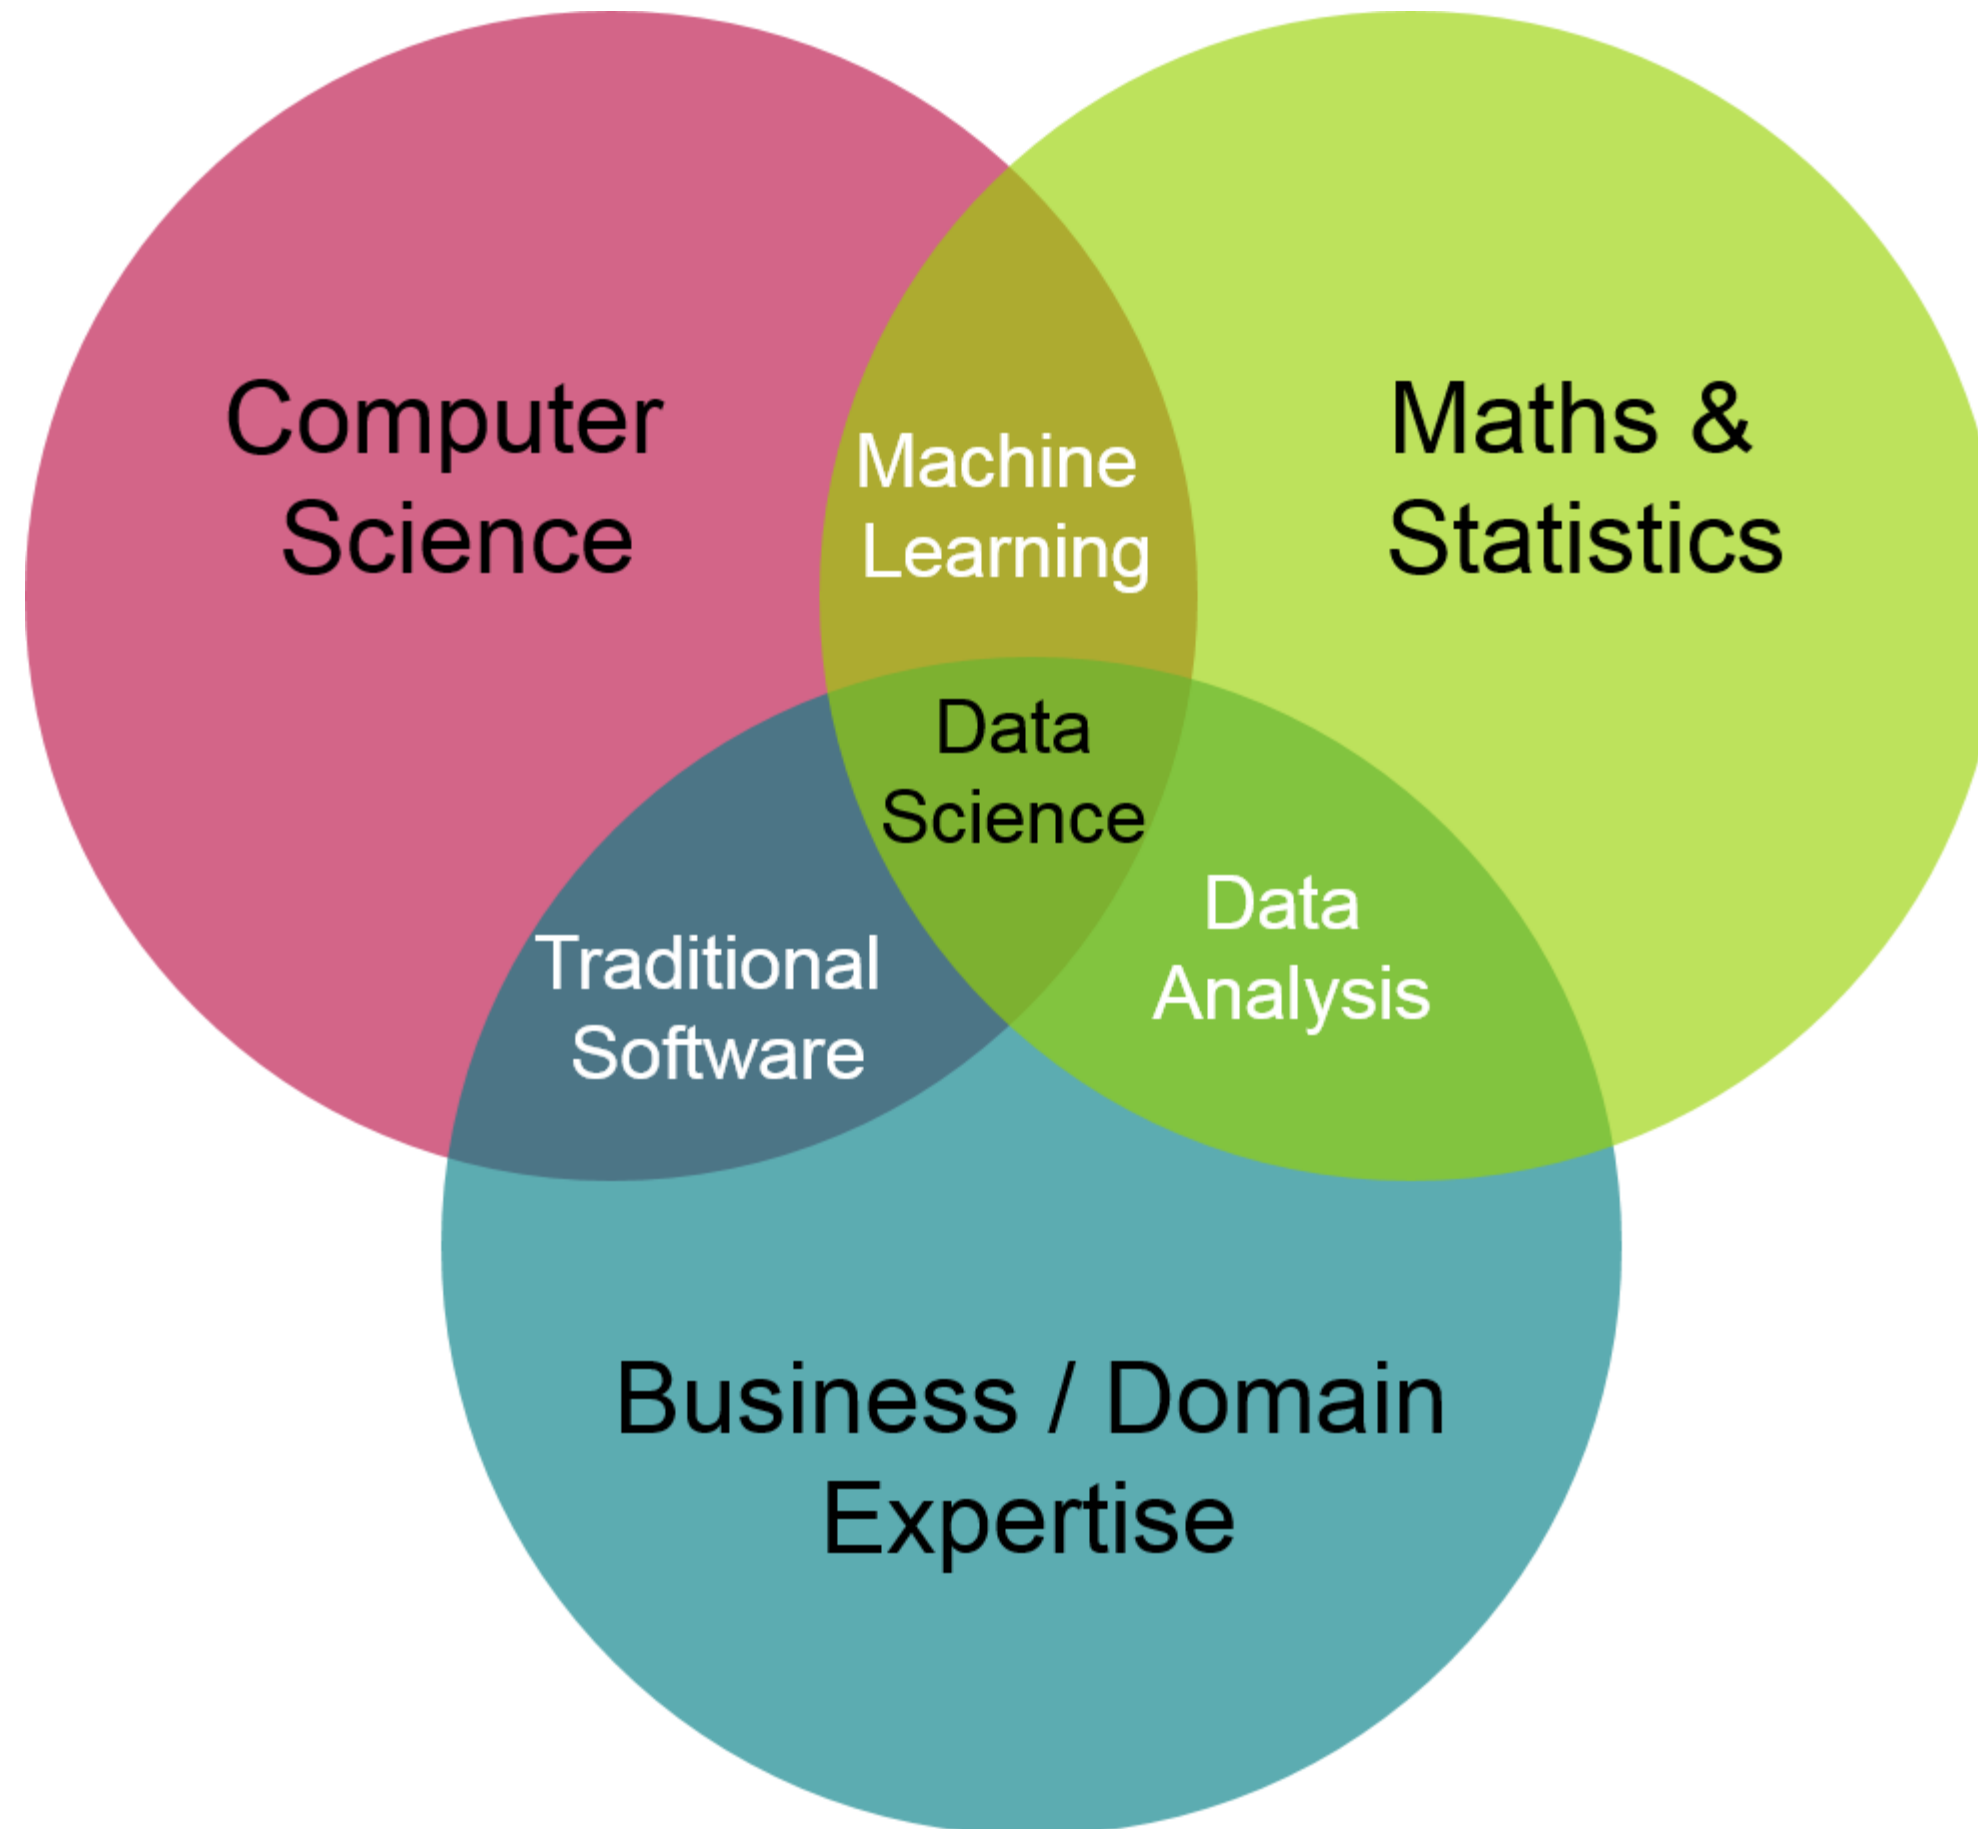 Computer
Science
Maths &
Statistics
Machine
Learning
Data
Science
Data
Analysis
Traditional
Software
Business / Domain
Expertise